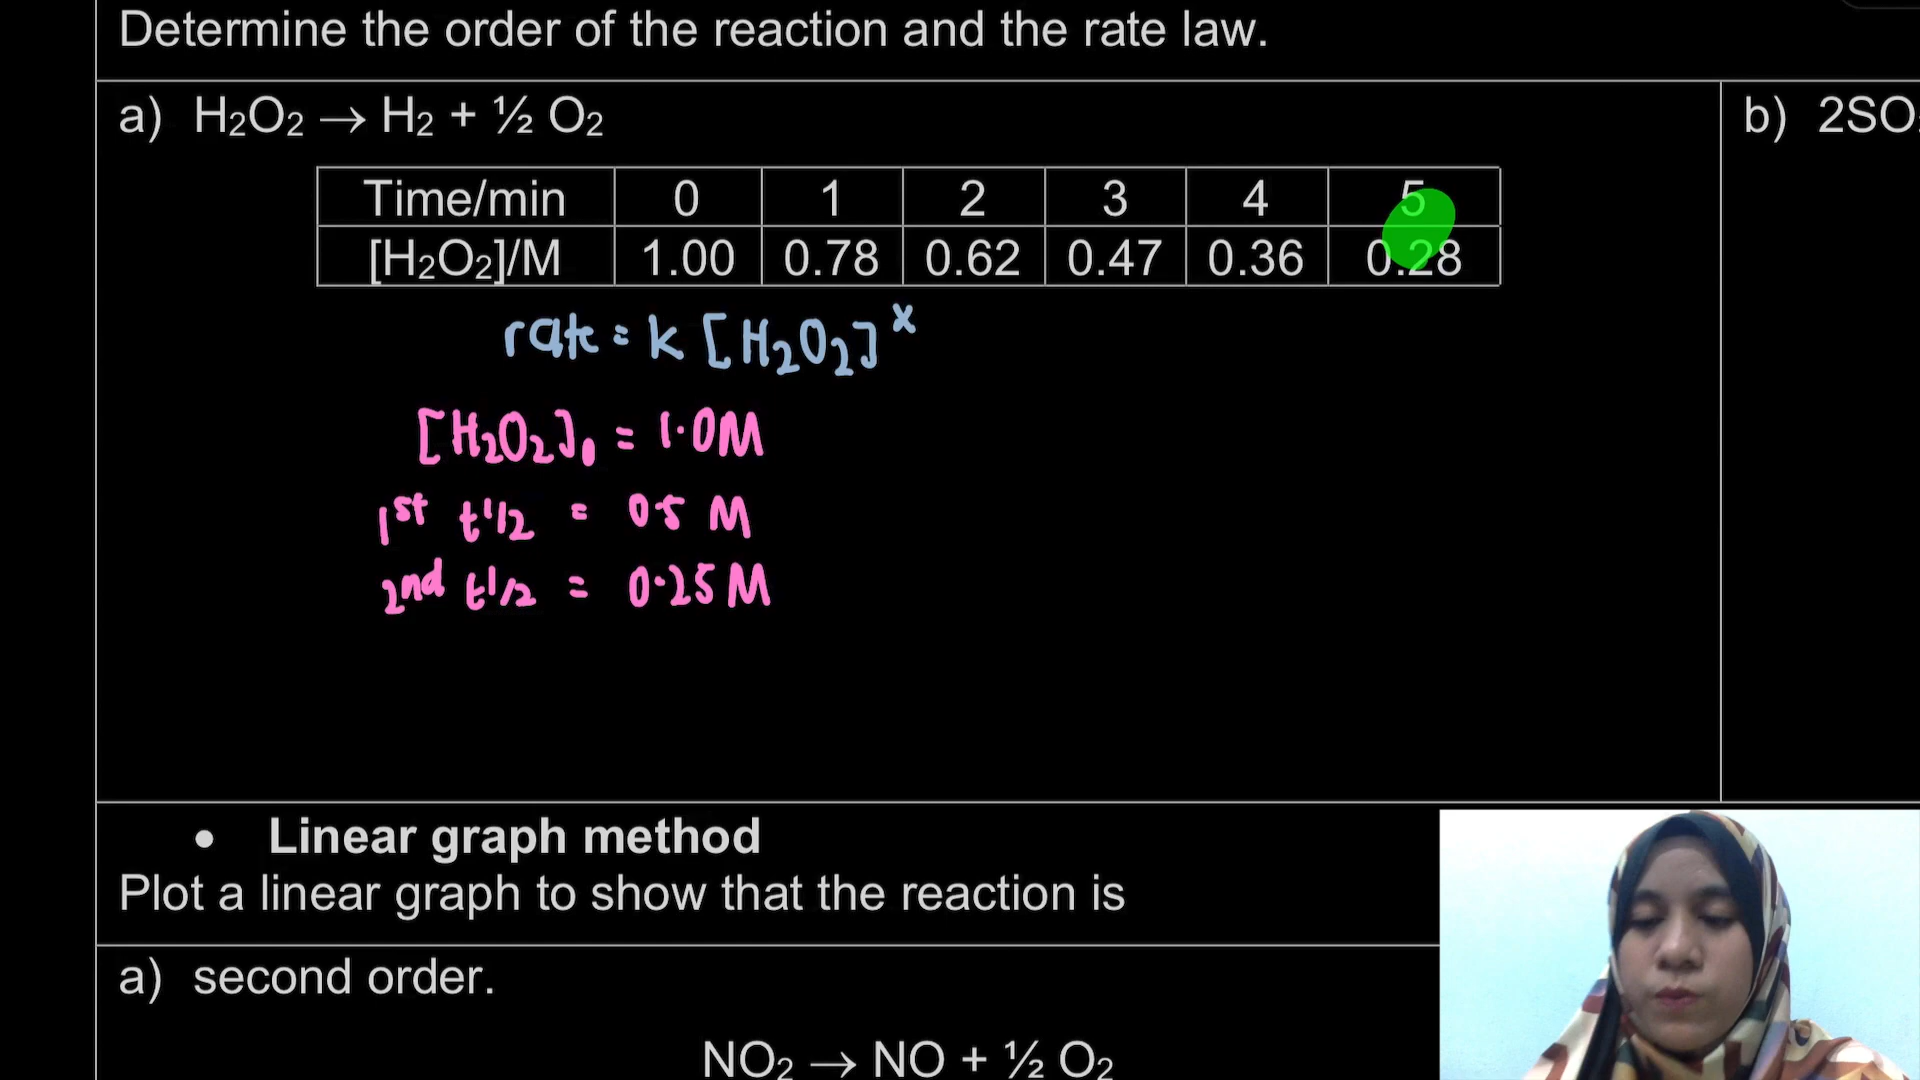 Determine the order of the reaction and the rate law.
a) H₂O₂ → H₂ + ½ O₂
b) 2SO
Time/min 0 1 2 3 4 5
[H₂O₂]/M 1.00 0.78 0.62 0.47 0.36 0.28
rate = k [H₂O₂]ˣ
[H₂O₂]₀ = 1.0M
1st t1/2 = 0.5 M
2nd t1/2 = 0.25 M
• Linear graph method
Plot a linear graph to show that the reaction is
a) second order.
NO₂ → NO + ½ O₂